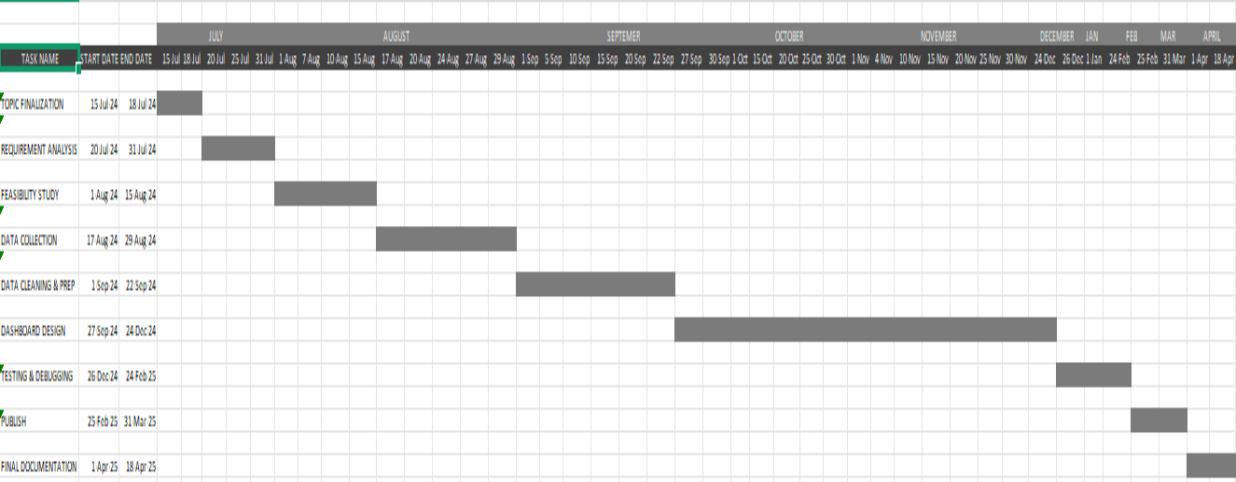 JULY AUGUST SEPTEMER OCTOBER NOVEMBER DECEMBER JAN FEB MAR APRIL
TASK NAME START DATE END DATE 15 Jul 18 Jul 20 Jul 25 Jul 31 Jul 1 Aug 7 Aug 10 Aug 15 Aug 17 Aug 20 Aug 24 Aug 27 Aug 29 Aug 1 Sep 5 Sep 10 Sep 15 Sep 20 Sep 22 Sep 27 Sep 30 Sep 1 Oct 15 Oct 20 Oct 25 Oct 30 Oct 1 Nov 4 Nov 10 Nov 15 Nov 20 Nov 25 Nov 30 Nov 24 Dec 26 Dec 1 Jan 24 Feb 25 Feb 31 Mar 1 Apr 18 Apr
TOPIC FINALIZATION 15 Jul 24 18 Jul 24
REQUIREMENT ANALYSIS 20 Jul 24 31 Jul 24
FEASIBILITY STUDY 1 Aug 24 15 Aug 24
DATA COLLECTION 17 Aug 24 29 Aug 24
DATA CLEANING & PREP 1 Sep 24 22 Sep 24
DASHBOARD DESIGN 27 Sep 24 24 Dec 24
TESTING & DEBUGGING 26 Dec 24 24 Feb 25
PUBLISH 25 Feb 25 31 Mar 25
FINAL DOCUMENTATION 1 Apr 25 18 Apr 25